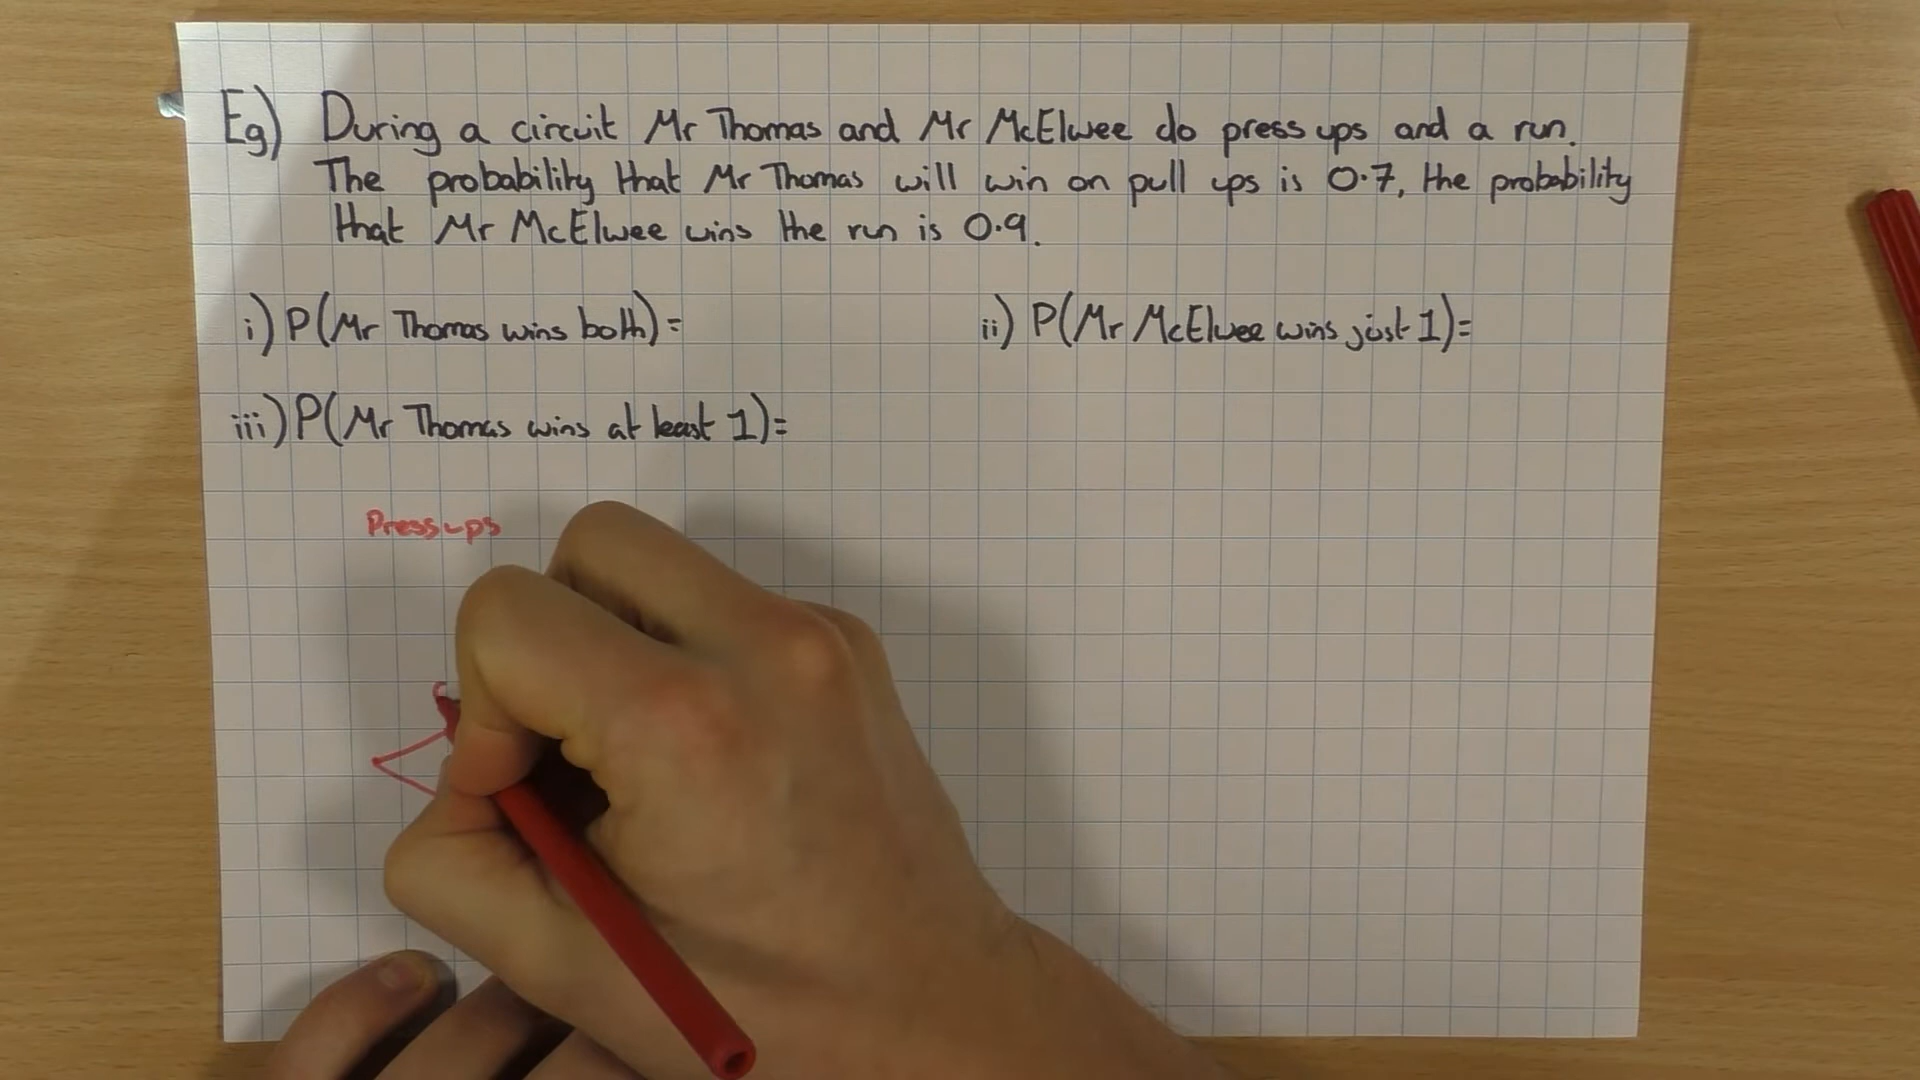 Eg) During a circuit Mr Thomas and Mr McElwee do press ups and a run.
The probability that Mr Thomas will win on pull ups is 0.7, the probability
that Mr McElwee wins the run is 0.9.
i) P(Mr Thomas wins both)=
ii) P(Mr McElwee wins just 1)=
iii) P(Mr Thomas wins at least 1)=
Press ups